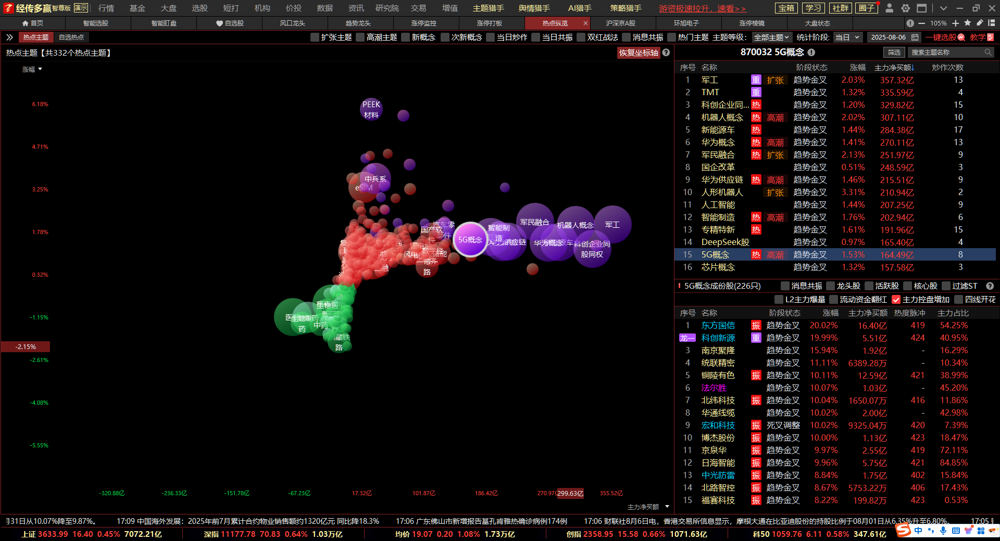 经传多赢 智尊版 演示 行情 基金 大盘 选股 短打 机构 价投 数据 资讯 研究院 交易 增值 主题猎手 舆情猎手 AI猎手 策略猎手 游资极速拉升，速看>> 宝箱 学习 社群 圈子
首页 智能选股 智能盯盘 自选股 风口龙头 趋势龙头 涨停监控 涨停打板 热点纵览 沪深京A股 环旭电子 涨停棱镜 大盘状态 105%
热点主题 自选热点 扩张主题 高潮主题 新概念 次新概念 当日炒作 当日共振 双红战法 消息共振 热门主题 主题等级: 全部主题 统计阶段: 当日 2025-08-06 一键选股 教学
热点主题【共332个热点主题】 恢复坐标轴
涨幅
6.18%
4.71%
3.25%
1.78%
0.32%
-1.15%
-2.15%
-2.61%
-4.08%
-5.55%
PEEK
材料
中兵系
eSIM
国产软
件
汽车零
部件
5G概念
智能制
造
供应链
军民融合
机器人概念
军工
华为概念
科创企业同
股同权
风电
储能
一带
路
金融
生物制
药
中药
藏铁
路
-320.88亿 -236.33亿 -151.78亿 -67.23亿 17.32亿 101.87亿 186.42亿 270.97亿 299.63亿 355.52亿
主力净买额
870032 5G概念 筛选 搜索主题名称
序号 名称 阶段状态 涨幅 主力净买额↓ 炒作次数
1 军工 重 扩张 趋势金叉 2.03% 357.32亿 13
2 TMT 重 趋势金叉 1.32% 335.59亿 4
3 科创企业同... 热 趋势金叉 1.20% 329.82亿 15
4 机器人概念 热 高潮 趋势金叉 2.02% 307.11亿 10
5 新能源车 热 趋势金叉 1.44% 284.38亿 17
6 华为概念 热 高潮 趋势金叉 1.41% 270.11亿 13
7 军民融合 热 扩张 趋势金叉 2.13% 251.97亿 9
8 国企改革 趋势金叉 0.51% 248.59亿 3
9 华为供应链 热 高潮 趋势金叉 1.46% 215.51亿 9
10 人形机器人 扩张 趋势金叉 3.31% 210.94亿 2
11 人工智能 趋势金叉 1.44% 207.25亿 9
12 智能制造 热 高潮 趋势金叉 1.76% 202.94亿 6
13 专精特新 热 趋势金叉 1.61% 191.96亿 15
14 DeepSeek股 趋势金叉 0.97% 165.40亿 4
15 5G概念 热 高潮 趋势金叉 1.53% 164.49亿 8
16 芯片概念 趋势金叉 1.32% 157.58亿 3
5G概念成份股(226只) 消息共振 龙头股 活跃股 核心股 过滤ST
L2主力爆量 流动资金翻红 主力控盘增加 四线开花
序号 名称 阶段状态 涨幅 主力净买额 热度脉冲 主力占比
1 东方国信 振 趋势金叉 20.02% 16.40亿 419 54.25%
龙一 科创新源 重 趋势金叉 19.99% 5.51亿 424 40.95%
3 南京聚隆 趋势金叉 15.94% 1.92亿 - 16.29%
4 统联精密 趋势金叉 11.11% 6389.28万 - 10.34%
5 铜陵有色 振 趋势金叉 10.11% 12.59亿 421 38.99%
6 法尔胜 趋势金叉 10.07% 1.03亿 - 45.20%
7 北纬科技 振 趋势金叉 10.04% 1650.07万 416 11.86%
8 华通线缆 趋势金叉 10.02% 2.00亿 - 42.98%
9 宏和科技 振 死叉调整 10.02% 9325.04万 420 7.39%
10 博杰股份 振 趋势金叉 10.00% 1.13亿 423 18.47%
11 京泉华 振 趋势金叉 9.97% 2.55亿 419 72.11%
12 日海智能 振 趋势金叉 9.96% 5.75亿 421 84.85%
13 中光防雷 振 趋势金叉 8.84% 1.75亿 402 15.84%
14 北路智控 振 趋势金叉 8.67% 5753.22万 406 17.43%
15 福赛科技 振 趋势金叉 8.22% 199.82万 423 0.53%
月31日从10.07%降至9.87%。 17:09 中国海外发展：2025年前7月累计合约物业销售额约1320亿元 同比降18.3% 17:06 广东佛山市新增报告基孔肯雅热确诊病例174例 17:06 财联社8月6日电，香港交易所信息显示，摩根大通在比亚迪股份的持股比例于08月01日从6.35%升至6.80%。 17:05
上证 3633.99 16.40 0.45% 7072.21亿 深指 11177.78 70.83 0.64% 1.03万亿 均价 19.07 0.20 1.08% 1.73万亿 创指 2358.95 15.58 0.66% 1071.63亿 科50 1059.76 6.11 0.58% 347.61亿 中